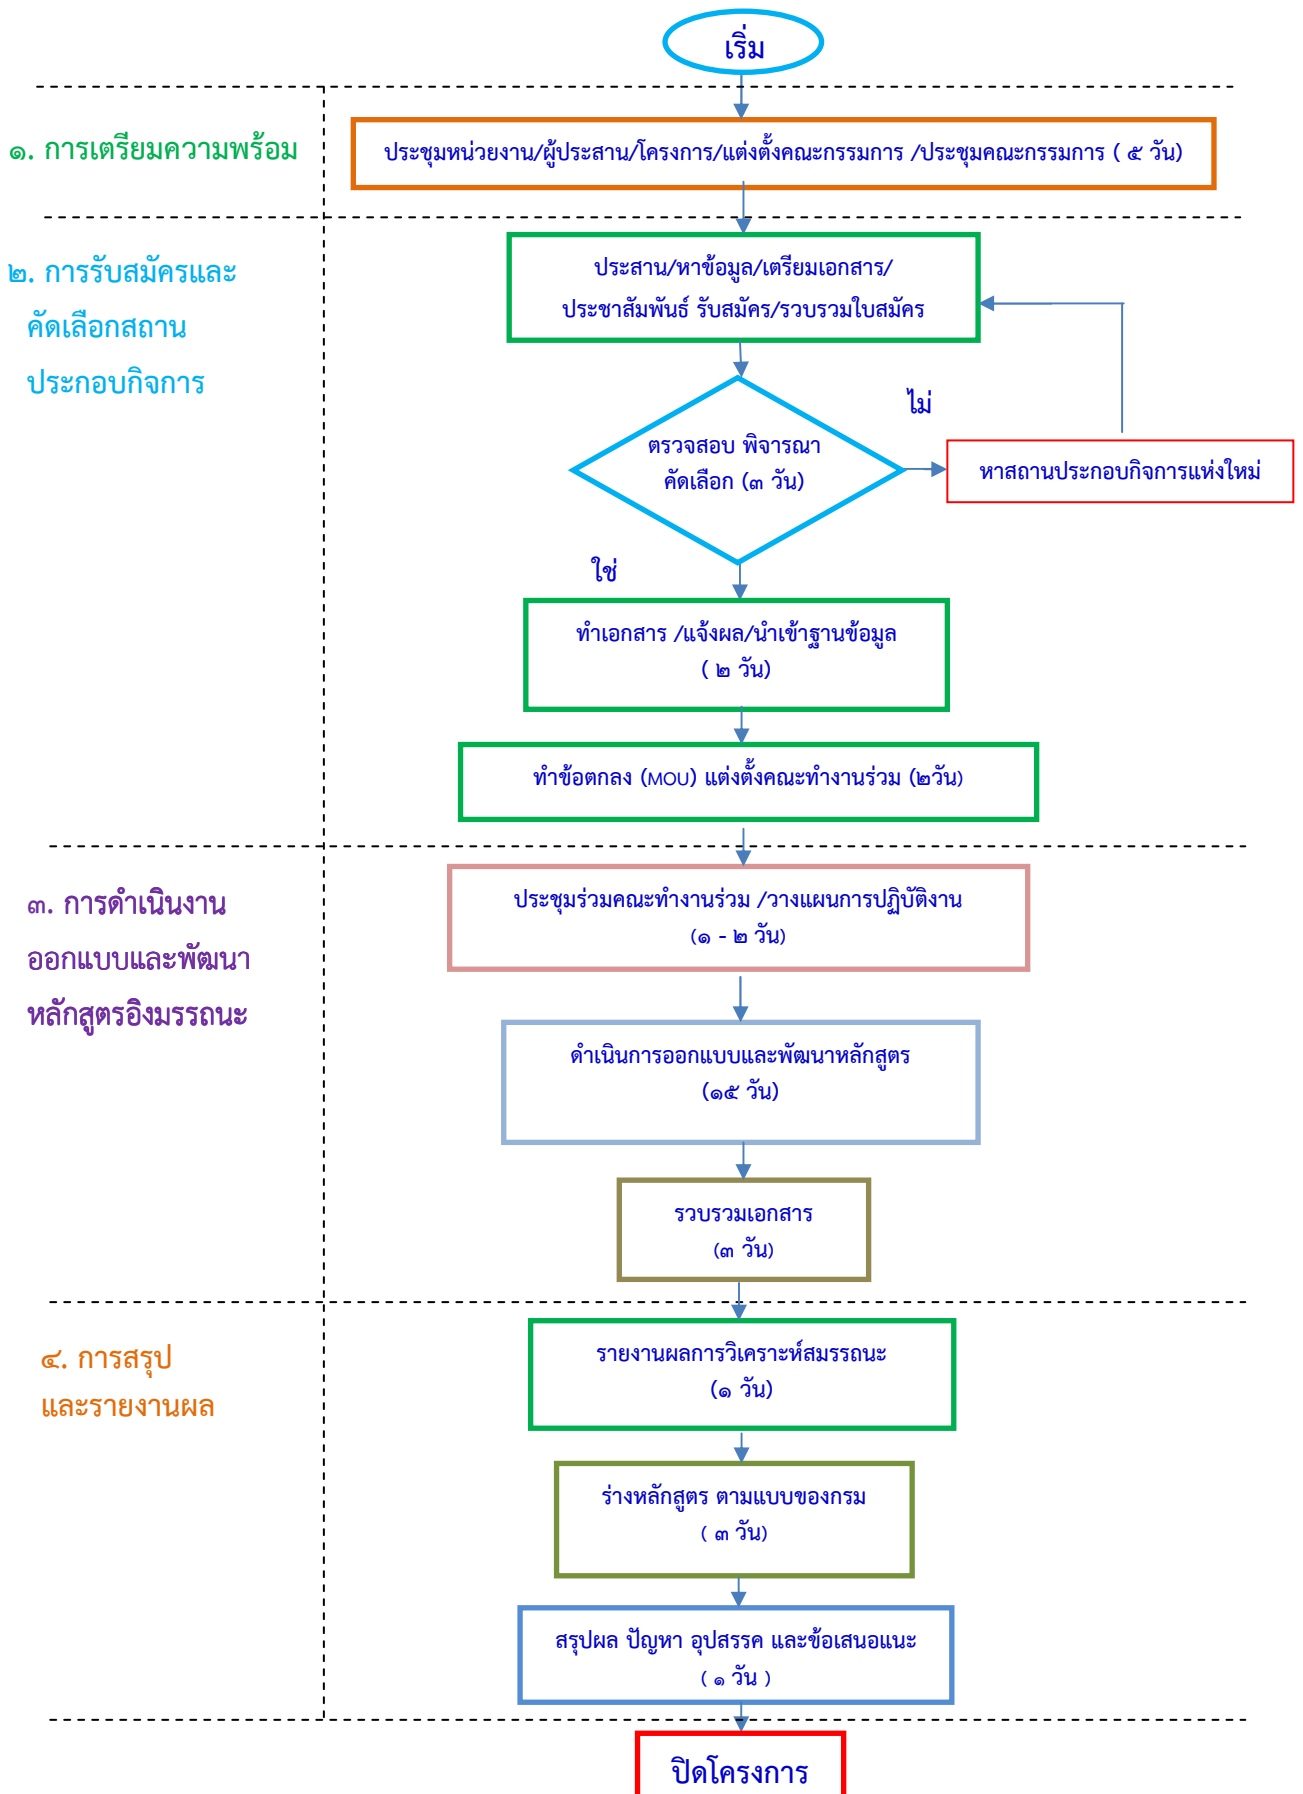 เริ่ม
๑. การเตรียมความพร้อม
ประชุมหน่วยงาน/ผู้ประสาน/โครงการ/แต่งตั้งคณะกรรมการ /ประชุมคณะกรรมการ ( ๕ วัน)
๒. การรับสมัครและ
คัดเลือกสถาน
ประกอบกิจการ
ประสาน/หาข้อมูล/เตรียมเอกสาร/
ประชาสัมพันธ์ รับสมัคร/รวบรวมใบสมัคร
ไม่
ตรวจสอบ พิจารณา
คัดเลือก (๓ วัน)
หาสถานประกอบกิจการแห่งใหม่
ใช่
ทำเอกสาร /แจ้งผล/นำเข้าฐานข้อมูล
( ๒ วัน)
ทำข้อตกลง (MOU) แต่งตั้งคณะทำงานร่วม (๒วัน)
๓. การดำเนินงาน
ออกแบบและพัฒนา
หลักสูตรอิงมรรถนะ
ประชุมร่วมคณะทำงานร่วม /วางแผนการปฏิบัติงาน
(๑ - ๒ วัน)
ดำเนินการออกแบบและพัฒนาหลักสูตร
(๑๕ วัน)
รวบรวมเอกสาร
(๓ วัน)
๔. การสรุป
และรายงานผล
รายงานผลการวิเคราะห์สมรรถนะ
(๑ วัน)
ร่างหลักสูตร ตามแบบของกรม
( ๓ วัน)
สรุปผล ปัญหา อุปสรรค และข้อเสนอแนะ
( ๑ วัน )
ปิดโครงการ